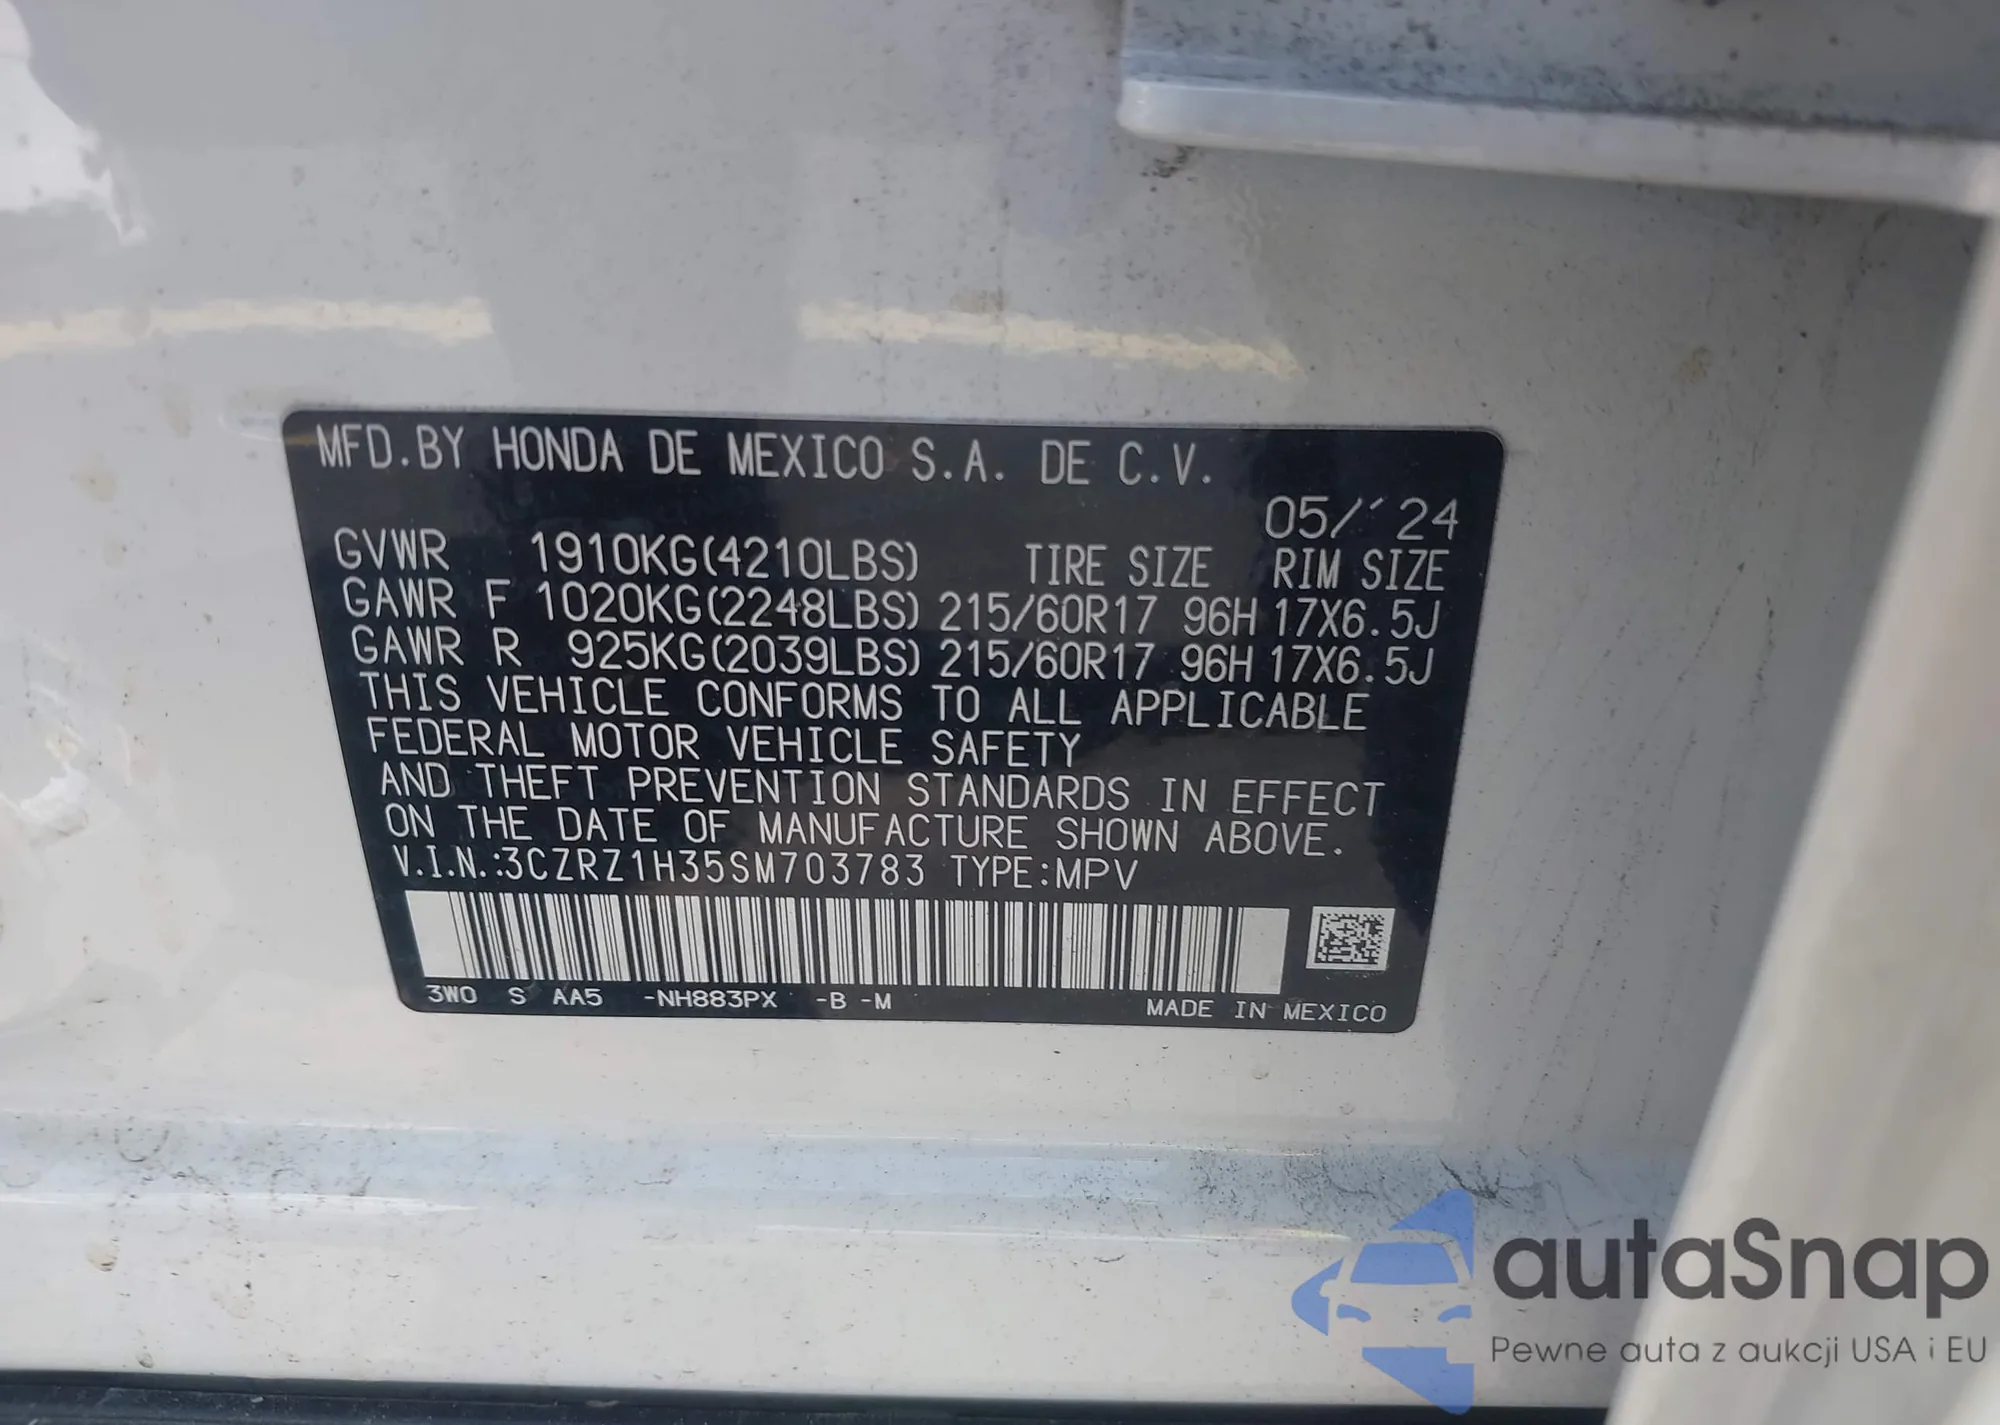 MFD.BY HONDA DE MEXICO S.A. DE C.V.
05/´24
GVWR 1910KG(4210LBS) TIRE SIZE RIM SIZE
GAWR F 1020KG(2248LBS) 215/60R17 96H 17X6.5J
GAWR R 925KG(2039LBS) 215/60R17 96H 17X6.5J
THIS VEHICLE CONFORMS TO ALL APPLICABLE
FEDERAL MOTOR VEHICLE SAFETY
AND THEFT PREVENTION STANDARDS IN EFFECT
ON THE DATE OF MANUFACTURE SHOWN ABOVE.
V.I.N.:3CZRZ1H35SM703783 TYPE:MPV
3W0 S AA5 -NH883PX -B -M MADE IN MEXICO
autaSnap
Pewne auta z aukcji USA i EU